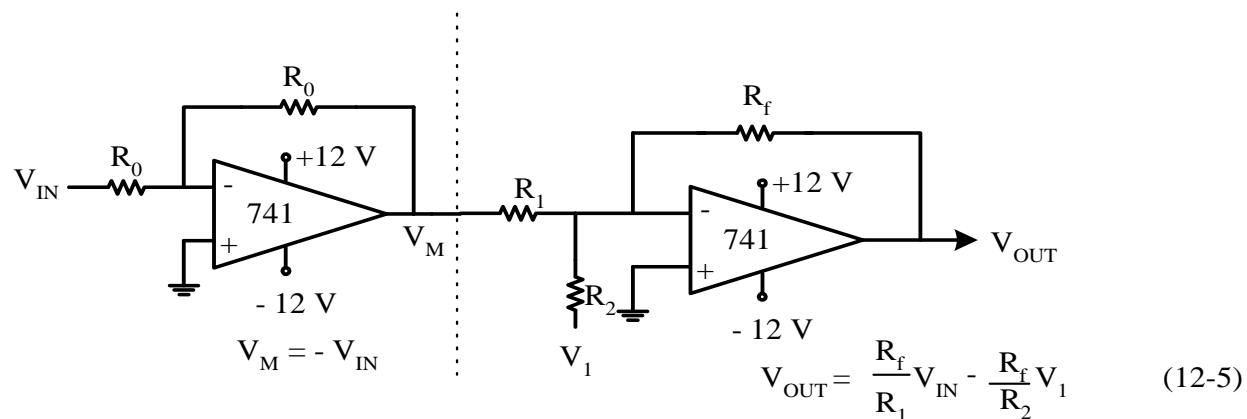 R0
R0
VIN
-
+12 V
741
+
VM
- 12 V
VM = - VIN
R1
R2
V1
Rf
-
+12 V
741
+
VOUT
- 12 V
VOUT = Rf/R1 VIN - Rf/R2 V1 (12-5)